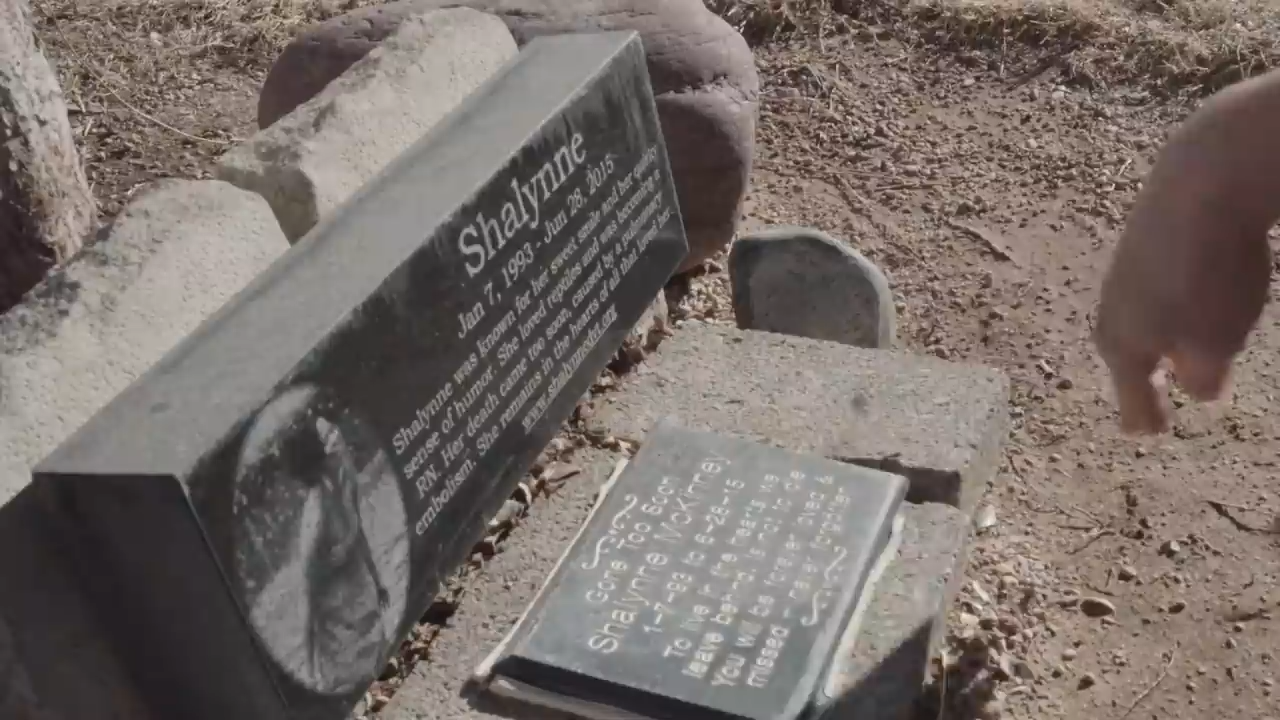 Shalynne
Jan 7, 1993 - Jun 28, 2015
Shalynne was known for her sweet smile and her quirky
sense of humor. She loved reptiles and was becoming a
RN. Her death came too soon, caused by a pulmonary
embolism. She remains in the hearts of all that loved her.
www.shalynnesdvt.org
Gone Too Soon
Shalynne McKinney
1-7-93 to 6-28-15
To live in the hearts we
leave behind, is not to die
You will be forever loved &
missed - never forgotten